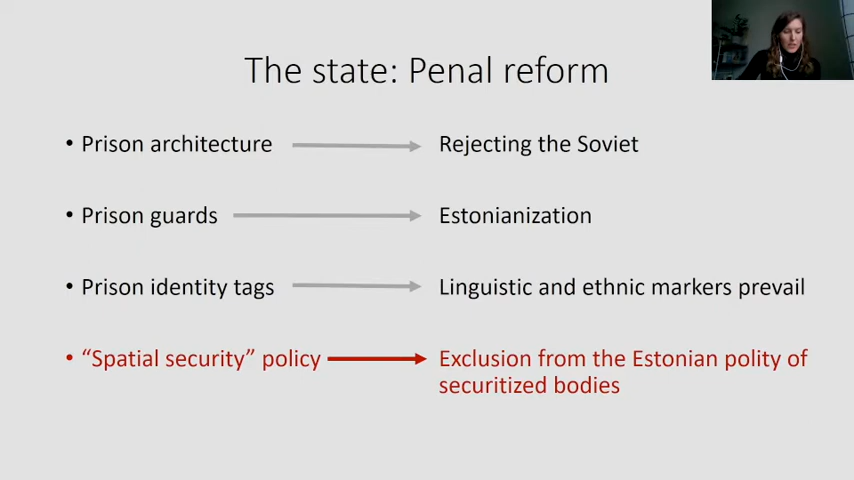 The state: Penal reform
• Prison architecture Rejecting the Soviet
• Prison guards Estonianization
• Prison identity tags Linguistic and ethnic markers prevail
• “Spatial security” policy Exclusion from the Estonian polity of
securitized bodies